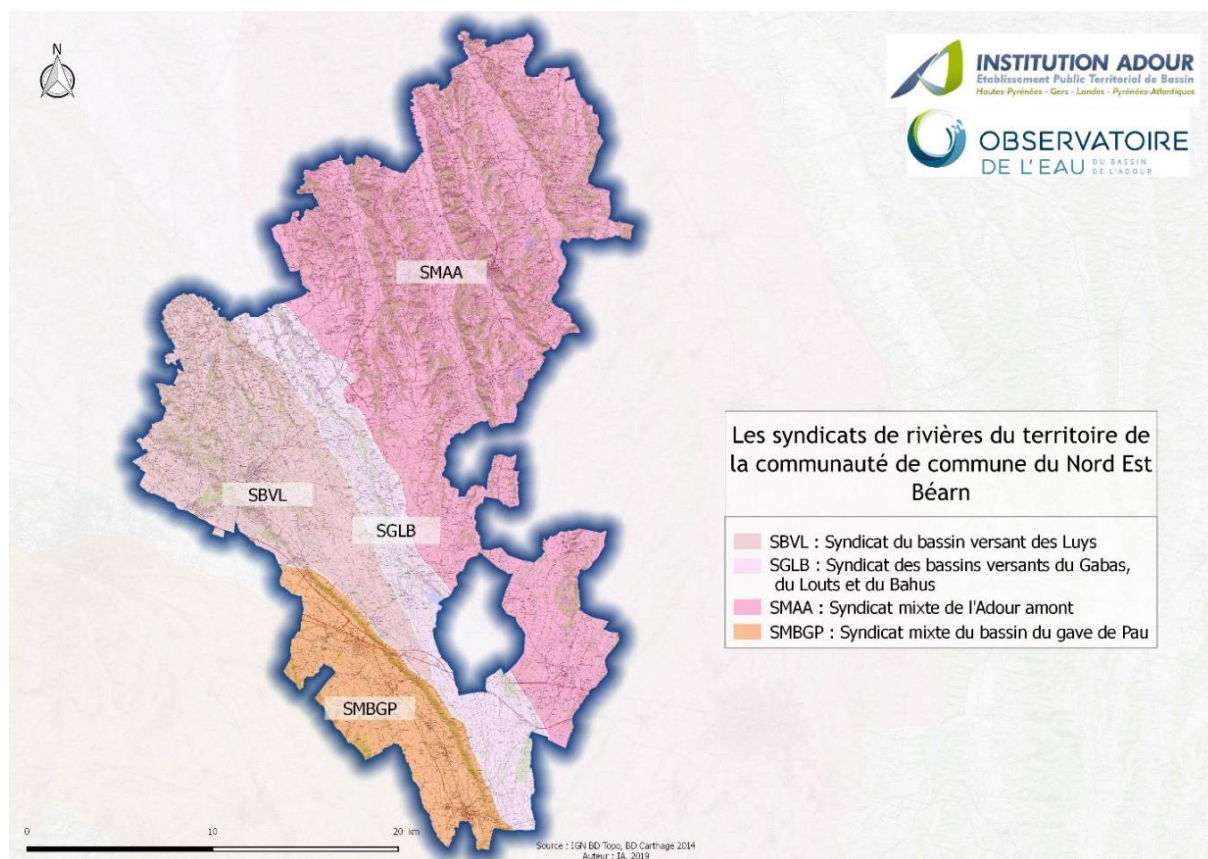 N
INSTITUTION ADOUR
Etablissement Public Territorial de Bassin
Hautes-Pyrénées - Gers - Landes - Pyrénées-Atlantiques
OBSERVATOIRE
DE L'EAU DU BASSIN
DE L'ADOUR
SMAA
SBVL
SGLB
SMBGP
Les syndicats de rivières du territoire de
la communauté de commune du Nord Est
Béarn
SBVL : Syndicat du bassin versant des Luys
SGLB : Syndicat des bassins versants du Gabas,
du Louts et du Bahus
SMAA : Syndicat mixte de l'Adour amont
SMBGP : Syndicat mixte du bassin du gave de Pau
0 10 20 km
Source : IGN BD Topo, BD Carthage 2014
Auteur : IA, 2019